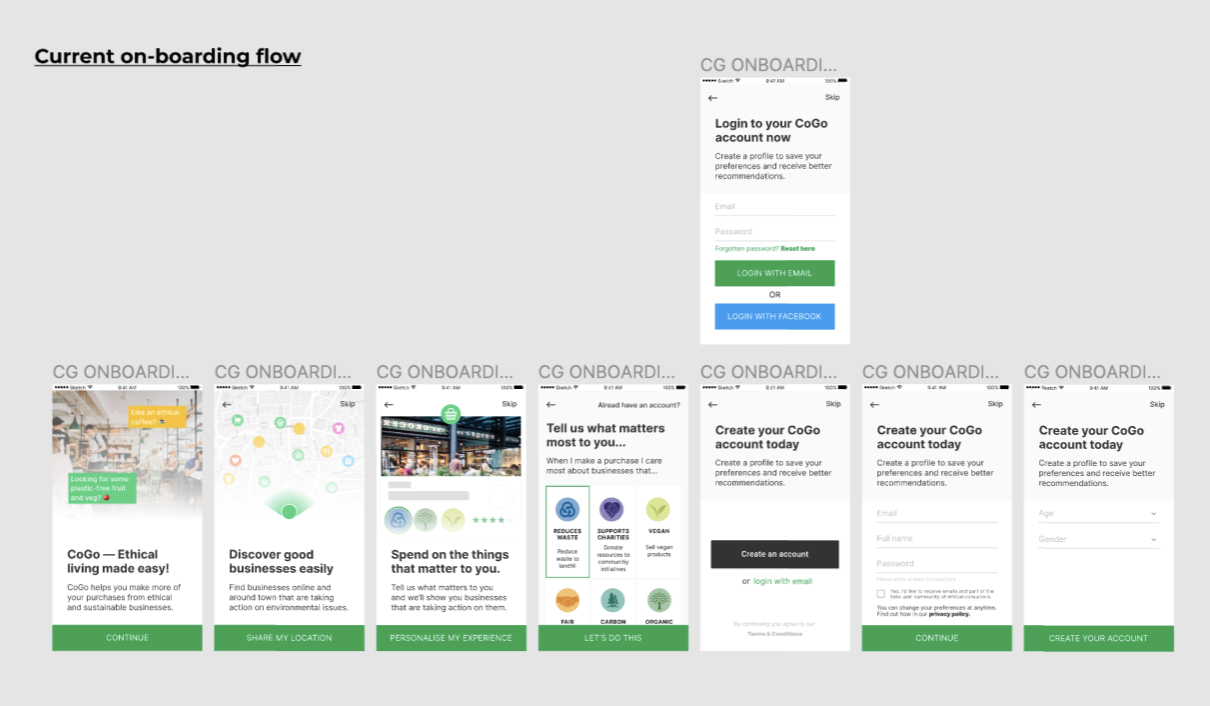 Current on-boarding flow
CG ONBOARDI...
Sketch 9:41 AM 100%
Skip
Login to your CoGo
account now
Create a profile to save your
preferences and receive better
recommendations.
Email
Password
Forgotten password? Reset here
LOGIN WITH EMAIL
OR
LOGIN WITH FACEBOOK
CG ONBOARDI...
Sketch 9:41 AM 100%
Like an ethical
coffee?
Looking for some
plastic-free fruit
and veg?
CoGo — Ethical
living made easy!
CoGo helps you make more of
your purchases from ethical
and sustainable businesses.
CONTINUE
CG ONBOARDI...
Sketch 9:41 AM 100%
Skip
Discover good
businesses easily
Find businesses online and
around town that are taking
action on environmental issues.
SHARE MY LOCATION
CG ONBOARDI...
Sketch 9:41 AM 100%
Skip
Spend on the things
that matter to you.
Tell us what matters to you
and we'll show you businesses
that are taking action on them.
PERSONALISE MY EXPERIENCE
CG ONBOARDI...
Sketch 9:41 AM 100%
Alread have an account?
Tell us what matters
most to you...
When I make a purchase I care
most about businesses that...
REDUCES
WASTE
Reduce
waste to
landfill
SUPPORTS
CHARITIES
Donate
resources to
community
initiatives
VEGAN
Sell vegan
products
FAIR
CARBON
ORGANIC
LET'S DO THIS
CG ONBOARDI...
Sketch 9:41 AM 100%
Skip
Create your CoGo
account today
Create a profile to save your
preferences and receive better
recommendations.
Create an account
or login with email
By continuing you agree to our
Terms & Conditions
CG ONBOARDI...
Sketch 9:41 AM 100%
Skip
Create your CoGo
account today
Create a profile to save your
preferences and receive better
recommendations.
Email
Full name
Password
Yes, I'd like to receive emails and part of the
beta user community of ethical consumers.
You can change your preferences at anytime.
Find out how in our privacy policy.
CONTINUE
CG ONBOARDI...
Sketch 9:41 AM 100%
Skip
Create your CoGo
account today
Create a profile to save your
preferences and receive better
recommendations.
Age
Gender
CREATE YOUR ACCOUNT